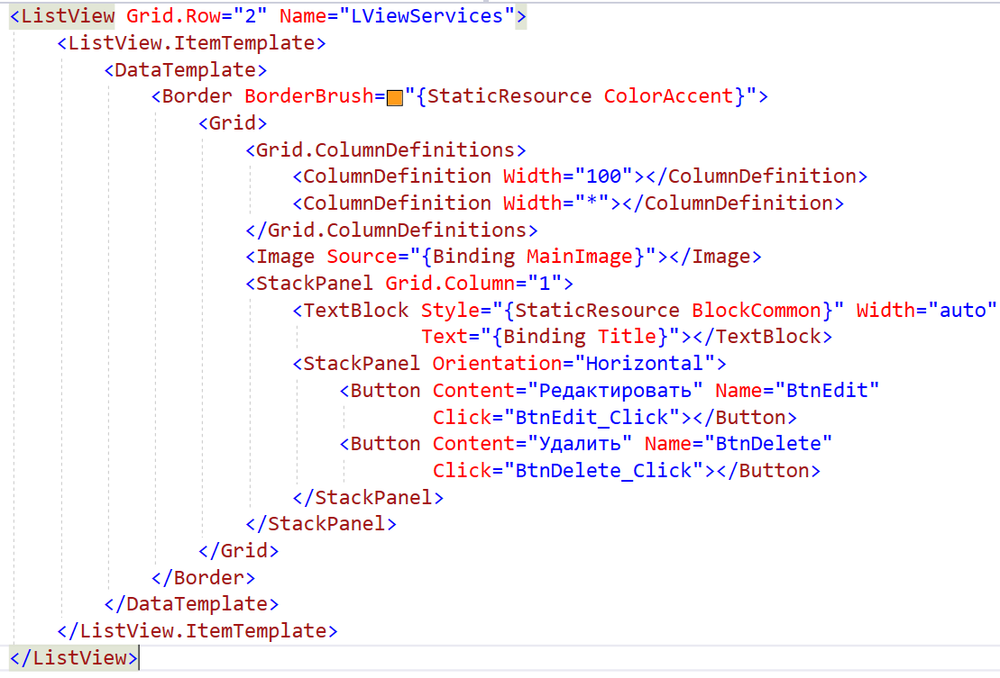 <ListView Grid.Row="2" Name="LViewServices">
<ListView.ItemTemplate>
<DataTemplate>
<Border BorderBrush="{StaticResource ColorAccent}">
<Grid>
<Grid.ColumnDefinitions>
<ColumnDefinition Width="100"></ColumnDefinition>
<ColumnDefinition Width="*"></ColumnDefinition>
</Grid.ColumnDefinitions>
<Image Source="{Binding MainImage}"></Image>
<StackPanel Grid.Column="1">
<TextBlock Style="{StaticResource BlockCommon}" Width="auto"
Text="{Binding Title}"></TextBlock>
<StackPanel Orientation="Horizontal">
<Button Content="Редактировать" Name="BtnEdit"
Click="BtnEdit_Click"></Button>
<Button Content="Удалить" Name="BtnDelete"
Click="BtnDelete_Click"></Button>
</StackPanel>
</StackPanel>
</Grid>
</Border>
</DataTemplate>
</ListView.ItemTemplate>
</ListView>